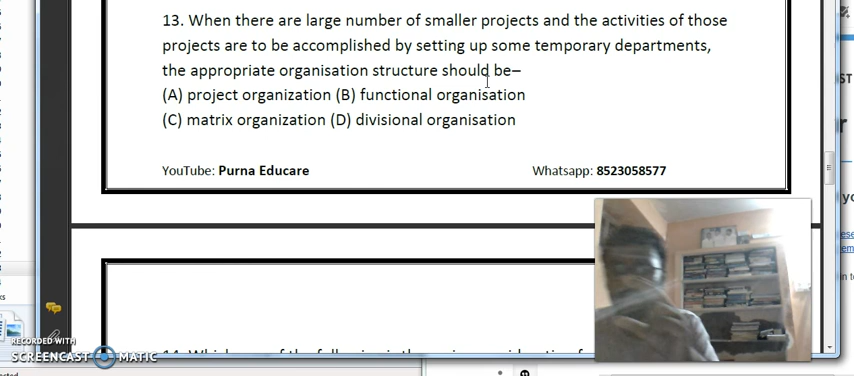 13. When there are large number of smaller projects and the activities of those
projects are to be accomplished by setting up some temporary departments,
the appropriate organisation structure should be–
(A) project organization (B) functional organisation
(C) matrix organization (D) divisional organisation
YouTube: Purna Educare
Whatsapp: 8523058577
RECORDED WITH
SCREENCAST MATIC